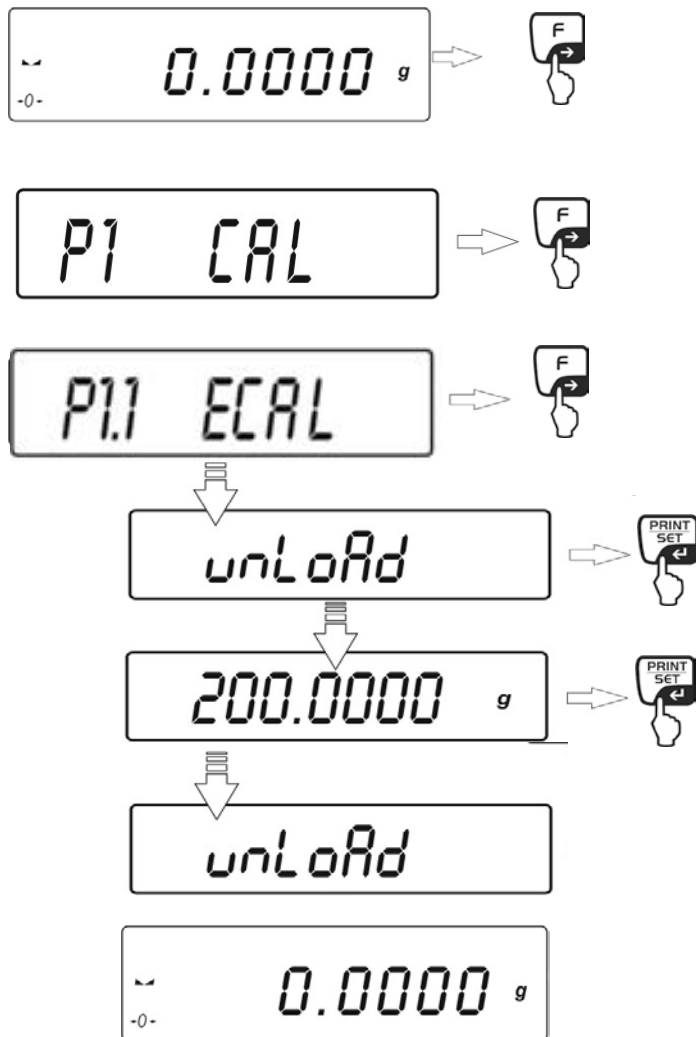 0.0000 g
-0-
F
P1 CAL
F
P1.1 ECAL
F
unLoAd
PRINT
SET
200.0000 g
PRINT
SET
unLoAd
0.0000 g
-0-